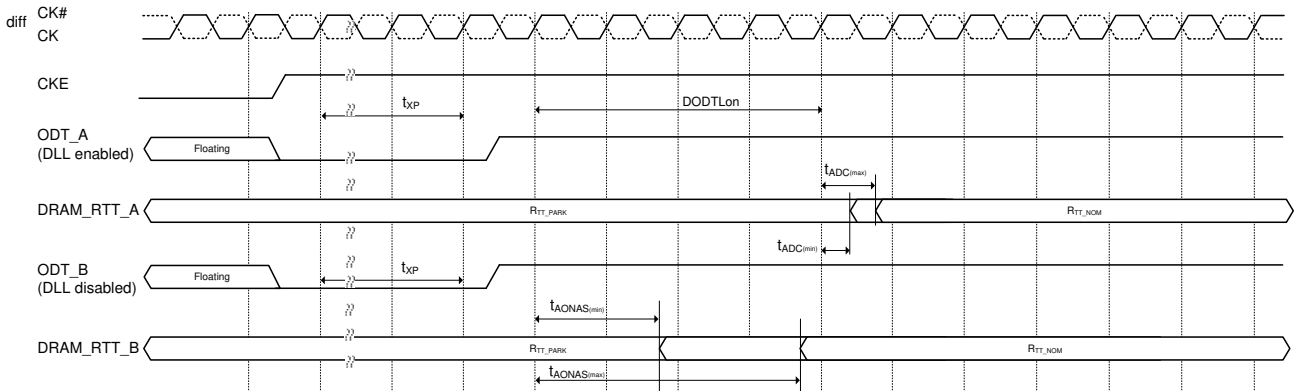 diff CK#
CK
CKE
tXP
DODTLon
ODT_A
(DLL enabled)
Floating
tADC(max)
DRAM_RTT_A
RTT_PARK
RTT_NOM
tADC(min)
ODT_B
(DLL disabled)
Floating
tXP
tAONAS(min)
DRAM_RTT_B
RTT_PARK
RTT_NOM
tAONAS(max)